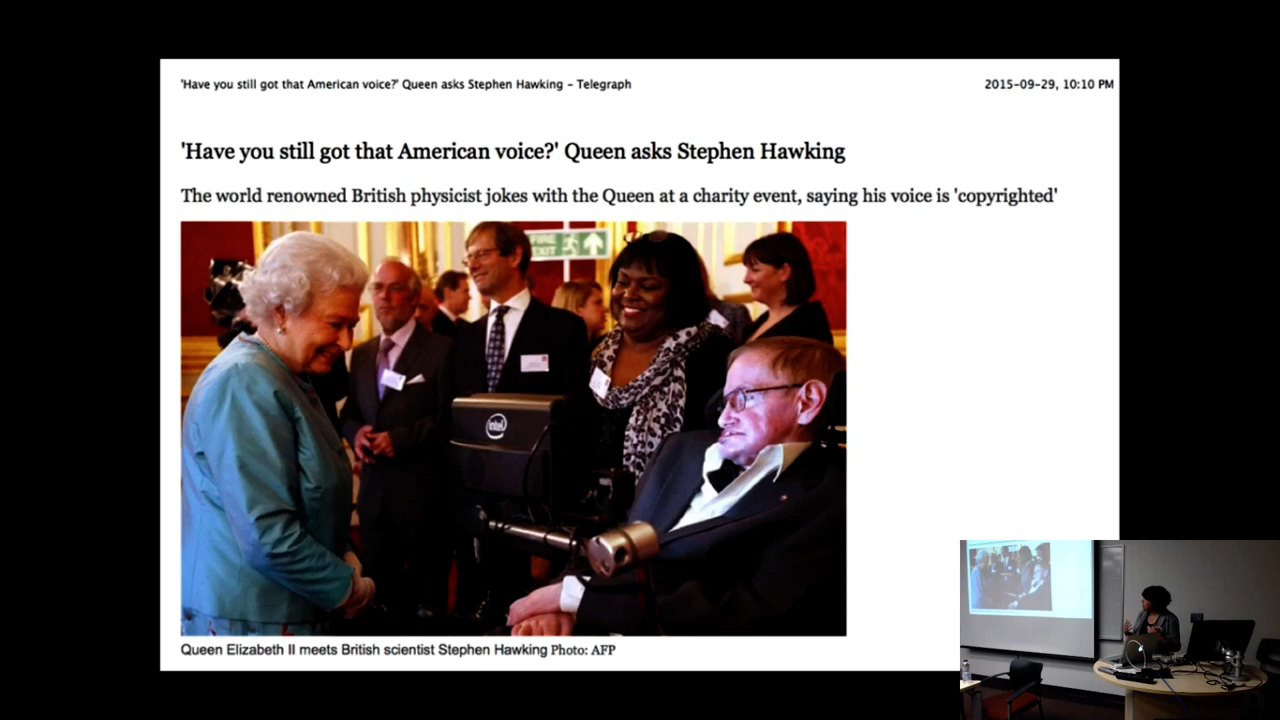 'Have you still got that American voice?' Queen asks Stephen Hawking – Telegraph
2015-09-29, 10:10 PM
'Have you still got that American voice?' Queen asks Stephen Hawking
The world renowned British physicist jokes with the Queen at a charity event, saying his voice is 'copyrighted'
FIRE
EXIT
intel
Queen Elizabeth II meets British scientist Stephen Hawking Photo: AFP